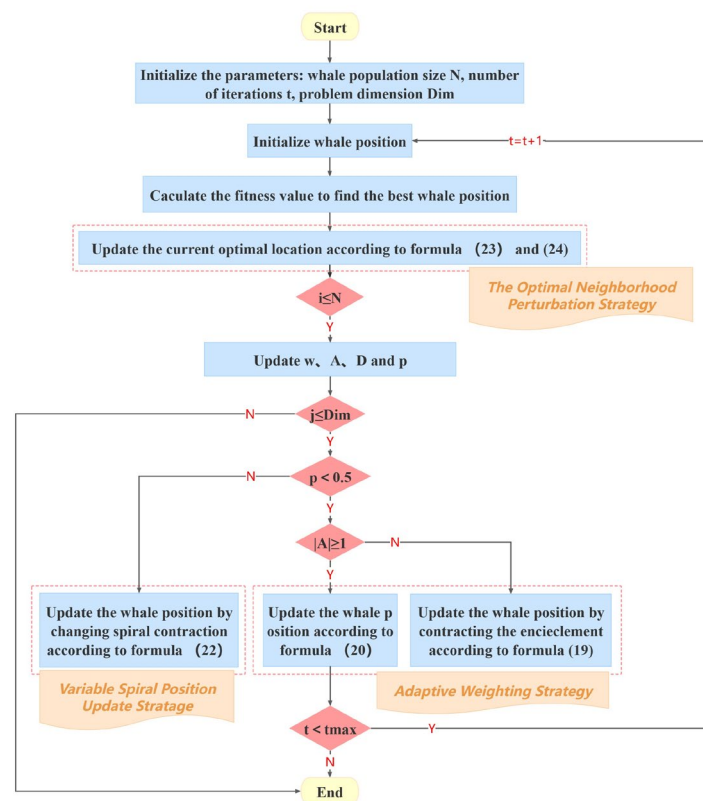 Start
Initialize the parameters: whale population size N, number
of iterations t, problem dimension Dim
Initialize whale position
t=t+1
Caculate the fitness value to find the best whale position
Update the current optimal location according to formula （23） and (24)
The Optimal Neighborhood
Perturbation Strategy
i≤N
Y
Update w、A、D and p
N
j≤Dim
Y
N
p＜0.5
Y
|A|≥1
N
Y
Update the whale position by
changing spiral contraction
according to formula （22）
Update the whale p
osition according to
formula （20）
Update the whale position by
contracting the encieclement
according to formula (19)
Variable Spiral Position
Update Stratage
Adaptive Weighting Strategy
t＜tmax
Y
N
End